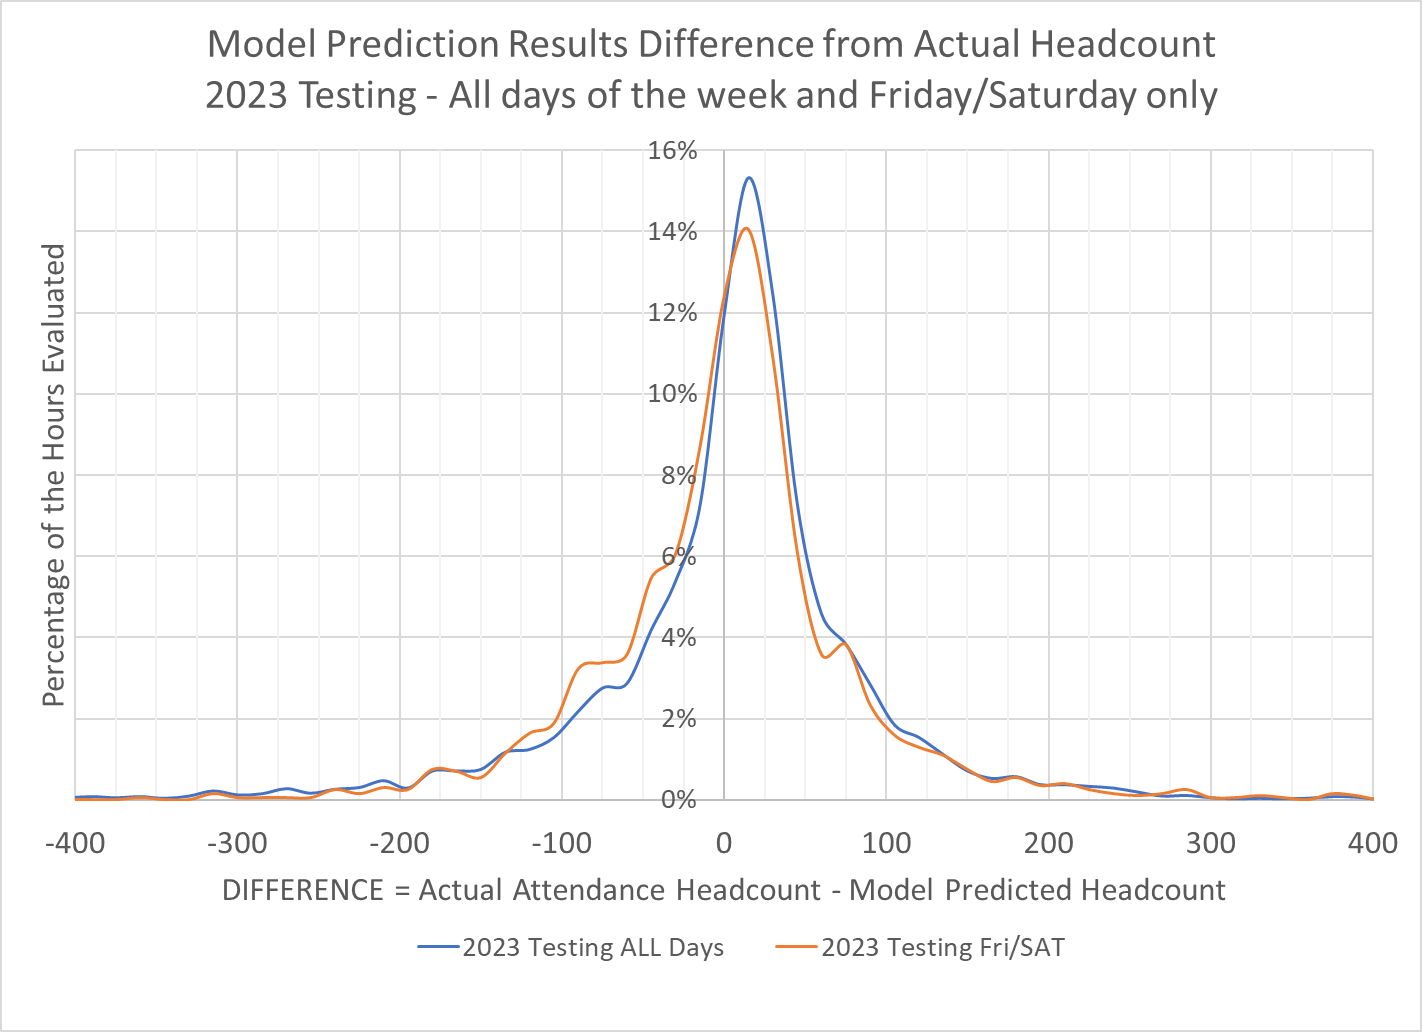 Model Prediction Results Difference from Actual Headcount
2023 Testing - All days of the week and Friday/Saturday only
Percentage of the Hours Evaluated
16%
14%
12%
10%
8%
6%
4%
2%
0%
-400 -300 -200 -100 0 100 200 300 400
DIFFERENCE = Actual Attendance Headcount - Model Predicted Headcount
2023 Testing ALL Days 2023 Testing Fri/SAT